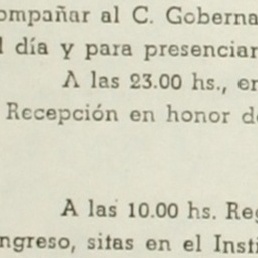 ompañar al C. Goberna
l día y para presenciar
A las 23.00 hs., en
Recepción en honor de
A las 10.00 hs. Reg
ngreso, sitas en el Insti